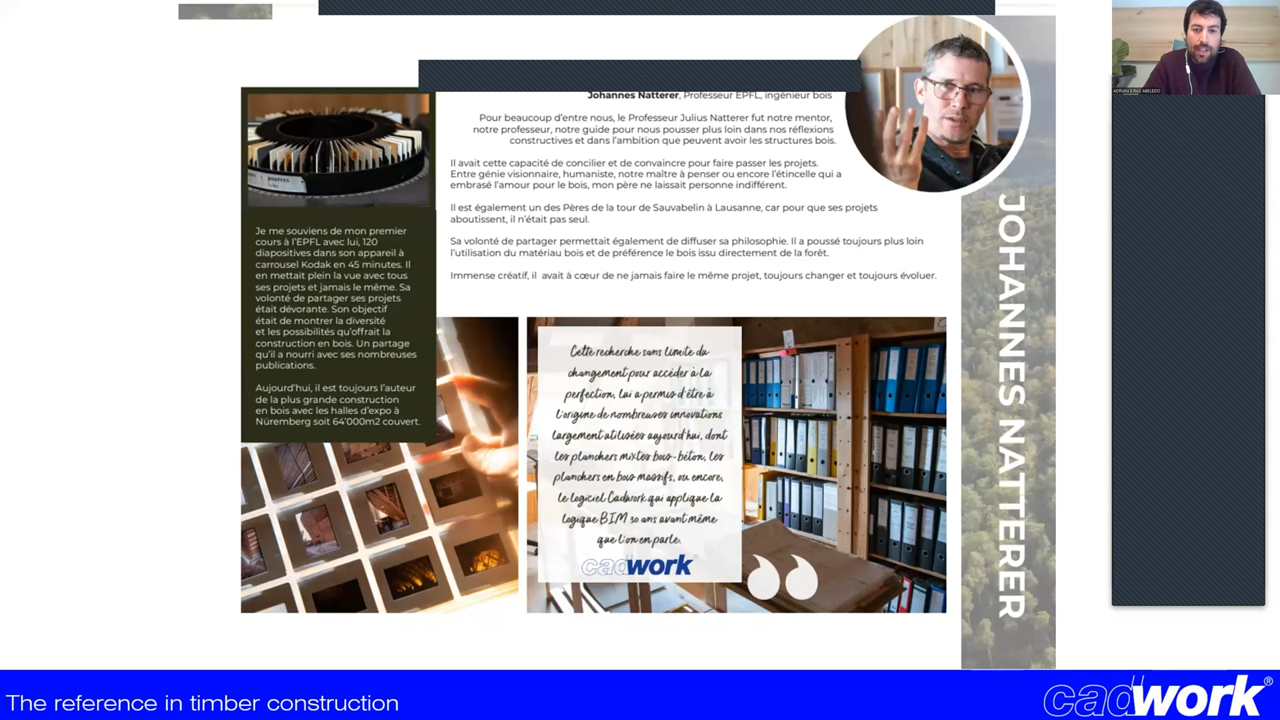 Johannes Natterer, Professeur EPFL, ingénieur bois
Pour beaucoup d'entre nous, le Professeur Julius Natterer fut notre mentor,
notre professeur, notre guide pour nous pousser plus loin dans nos réflexions
constructives et dans l'ambition que peuvent avoir les structures bois.
Il avait cette capacité de concilier et de convaincre pour faire passer les projets.
Entre génie visionnaire, humaniste, notre maître à penser ou encore l'étincelle qui a
embrasé l'amour pour le bois, mon père ne laissait personne indifférent.
Il est également un des Pères de la tour de Sauvabelin à Lausanne, car pour que ses projets
aboutissent, il n'était pas seul.
Sa volonté de partager permettait également de diffuser sa philosophie. Il a poussé toujours plus loin
l'utilisation du matériau bois et de préférence le bois issu directement de la forêt.
Immense créatif, il avait à cœur de ne jamais faire le même projet, toujours changer et toujours évoluer.
Je me souviens de mon premier
cours à l'EPFL avec lui, 120
diapositives dans son appareil à
carrousel Kodak en 45 minutes. Il
en mettait plein la vue avec tous
ses projets et jamais le même. Sa
volonté de partager ses projets
était dévorante. Son objectif
était de montrer la diversité
et les possibilités qu'offrait la
construction en bois. Un partage
qu'il a nourri avec ses nombreuses
publications.
Aujourd'hui, il est toujours l'auteur
de la plus grande construction
en bois avec les halles d'expo à
Nüremberg soit 64'000m2 couvert.
Cette recherche sans limite du
changement pour accéder à la
perfection, lui a permis d'être à
l'origine de nombreuses innovations
largement utilisées aujourd'hui, dont
les planchers mixtes bois-béton, les
planchers en bois massifs, ou encore,
le logiciel Cadwork qui applique la
logique BIM 30 ans avant même
que l'on en parle.
cadwork®
JOHANNES NATTERER
ADRIAN EIRAS ABELEDO
The reference in timber construction
cadwork®